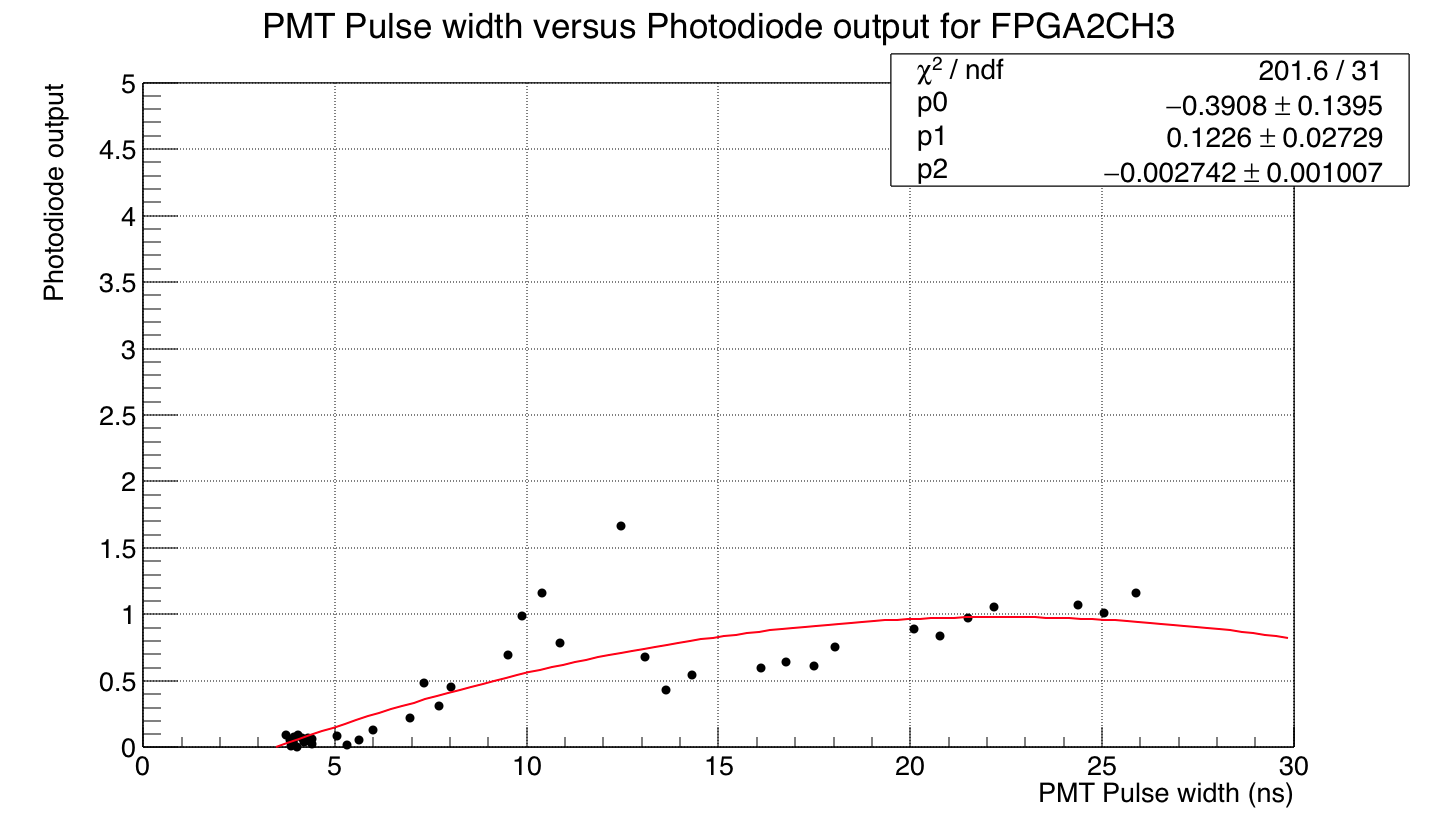 PMT Pulse width versus Photodiode output for FPGA2CH3
χ² / ndf 201.6 / 31
p0 −0.3908 ± 0.1395
p1 0.1226 ± 0.02729
p2 −0.002742 ± 0.001007
Photodiode output
5
4.5
4
3.5
3
2.5
2
1.5
1
0.5
0
0 5 10 15 20 25 30
PMT Pulse width (ns)